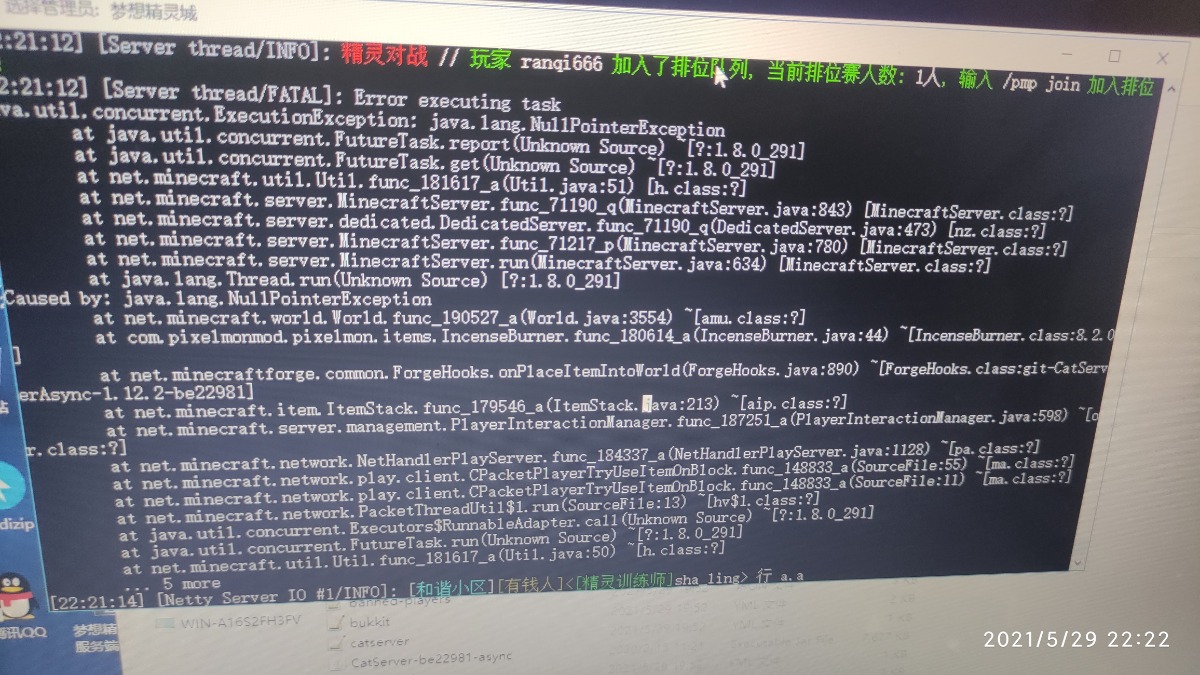 选择管理员: 梦想精灵城
2:21:12] [Server thread/INFO]: 精灵对战 // 玩家 ranqi666 加入了排位队列, 当前排位赛人数: 1人, 输入 /pmp join 加入排位
2:21:12] [Server thread/FATAL]: Error executing task
va.util.concurrent.ExecutionException: java.lang.NullPointerException
at java.util.concurrent.FutureTask.report(Unknown Source) ~[?:1.8.0_291]
at java.util.concurrent.FutureTask.get(Unknown Source) ~[?:1.8.0_291]
at net.minecraft.util.Util.func_181617_a(Util.java:51) [h.class:?]
at net.minecraft.server.MinecraftServer.func_71190_q(MinecraftServer.java:843) [MinecraftServer.class:?]
at net.minecraft.server.dedicated.DedicatedServer.func_71190_q(DedicatedServer.java:473) [nz.class:?]
at net.minecraft.server.MinecraftServer.func_71217_p(MinecraftServer.java:780) [MinecraftServer.class:?]
at net.minecraft.server.MinecraftServer.run(MinecraftServer.java:634) [MinecraftServer.class:?]
at java.lang.Thread.run(Unknown Source) [?:1.8.0_291]
Caused by: java.lang.NullPointerException
at net.minecraft.world.World.func_190527_a(World.java:3554) ~[amu.class:?]
at com.pixelmonmod.pixelmon.items.IncenseBurner.func_180614_a(IncenseBurner.java:44) ~[IncenseBurner.class:8.2.0
]
at net.minecraftforge.common.ForgeHooks.onPlaceItemIntoWorld(ForgeHooks.java:890) ~[ForgeHooks.class:git-CatServ
erAsync-1.12.2-be22981]
at net.minecraft.item.ItemStack.func_179546_a(ItemStack.java:213) ~[aip.class:?]
at net.minecraft.server.management.PlayerInteractionManager.func_187251_a(PlayerInteractionManager.java:598) ~[o
r.class:?]
at net.minecraft.network.NetHandlerPlayServer.func_184337_a(NetHandlerPlayServer.java:1128) ~[pa.class:?]
at net.minecraft.network.play.client.CPacketPlayerTryUseItemOnBlock.func_148833_a(SourceFile:55) ~[ma.class:?]
at net.minecraft.network.play.client.CPacketPlayerTryUseItemOnBlock.func_148833_a(SourceFile:11) ~[ma.class:?]
at net.minecraft.network.PacketThreadUtil$1.run(SourceFile:13) ~[hv$1.class:?]
at java.util.concurrent.Executors$RunnableAdapter.call(Unknown Source) ~[?:1.8.0_291]
at java.util.concurrent.FutureTask.run(Unknown Source) ~[?:1.8.0_291]
at net.minecraft.util.Util.func_181617_a(Util.java:50) ~[h.class:?]
... 5 more
[22:21:14] [Netty Server IO #1/INFO]: [和谐小区][有钱人]<[精灵训练师]sha_ling> 行 a.a
站
dizip
腾讯QQ
梦想精
服务端
WIN-A16S2FH3FV
banned-players
bukkit
catserver
CatServer-be22981-async
2021/5/29 22:22